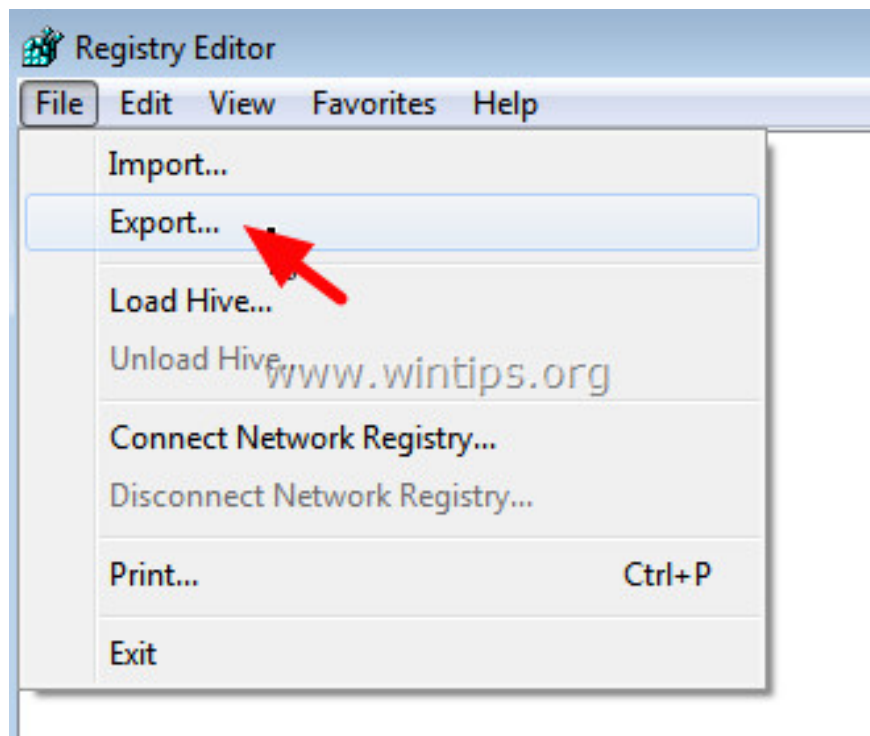 Registry Editor
File Edit View Favorites Help
Import...
Export...
Load Hive...
Unload Hive...
www.wintips.org
Connect Network Registry...
Disconnect Network Registry...
Print... Ctrl+P
Exit